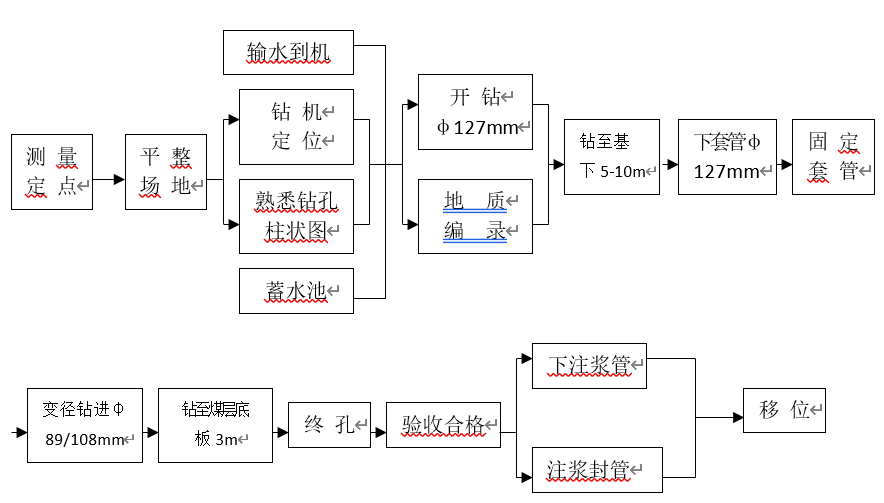 输水到机
钻 机
定 位
测 量
定 点
平 整
场 地
熟悉钻孔
柱状图
蓄水池
开 钻
φ127mm
地 质
编 录
钻至基
下 5-10m
下套管φ
127mm
固 定
套 管
变径钻进φ
89/108mm
钻至煤层底
板 3m
终 孔
验收合格
下注浆管
注浆封管
移 位